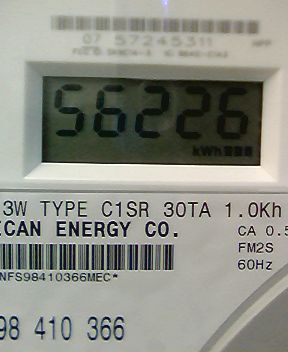 07 57245311
56226
kWh
3W TYPE C1SR 30TA 1.0Kh
ICAN ENERGY CO.
CA 0.5
FM2S
NFS98410366MEC*
60Hz
98 410 366